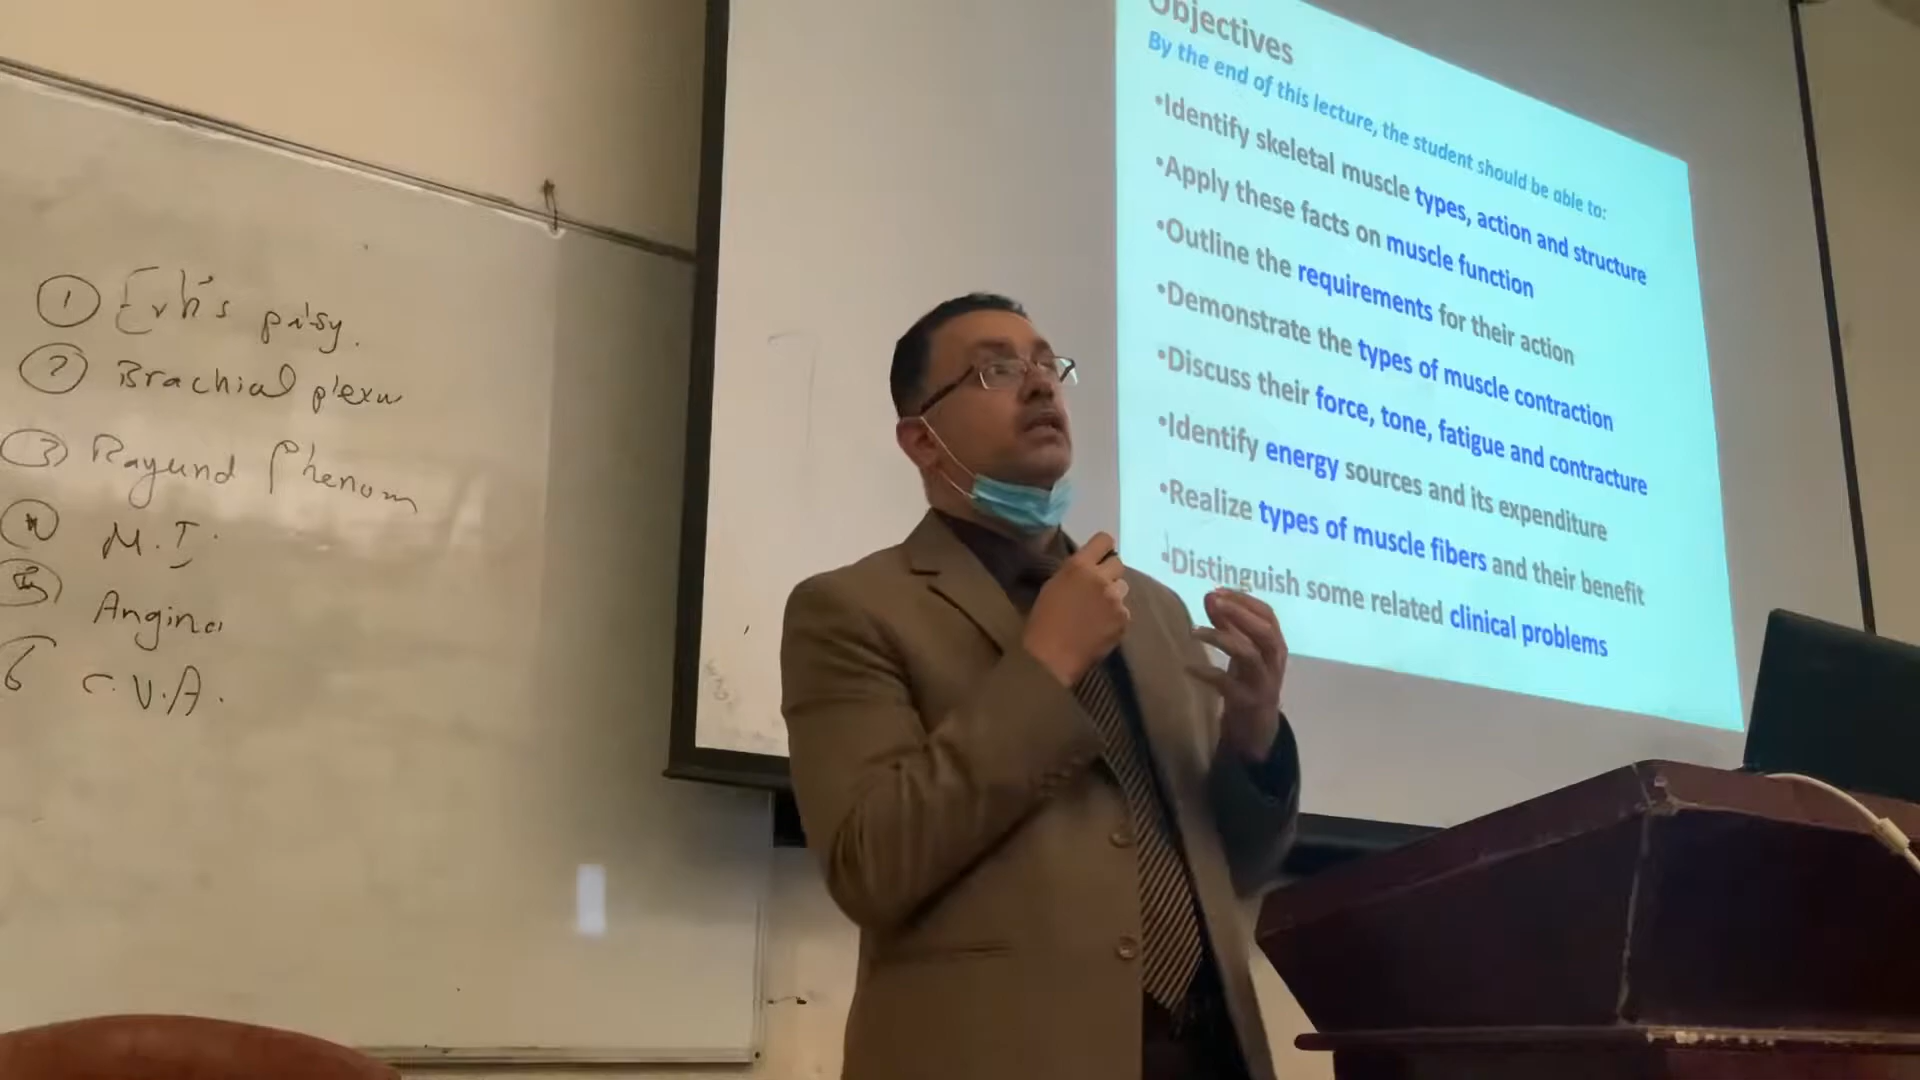 ① Erb's palsy.
② Brachial plexu
③ Raynund Phenom
④ M.I.
⑤ Angina
6 C.V.A.
Objectives
By the end of this lecture, the student should be able to:
•Identify skeletal muscle types, action and structure
•Apply these facts on muscle function
•Outline the requirements for their action
•Demonstrate the types of muscle contraction
•Discuss their force, tone, fatigue and contracture
•Identify energy sources and its expenditure
•Realize types of muscle fibers and their benefit
•Distinguish some related clinical problems